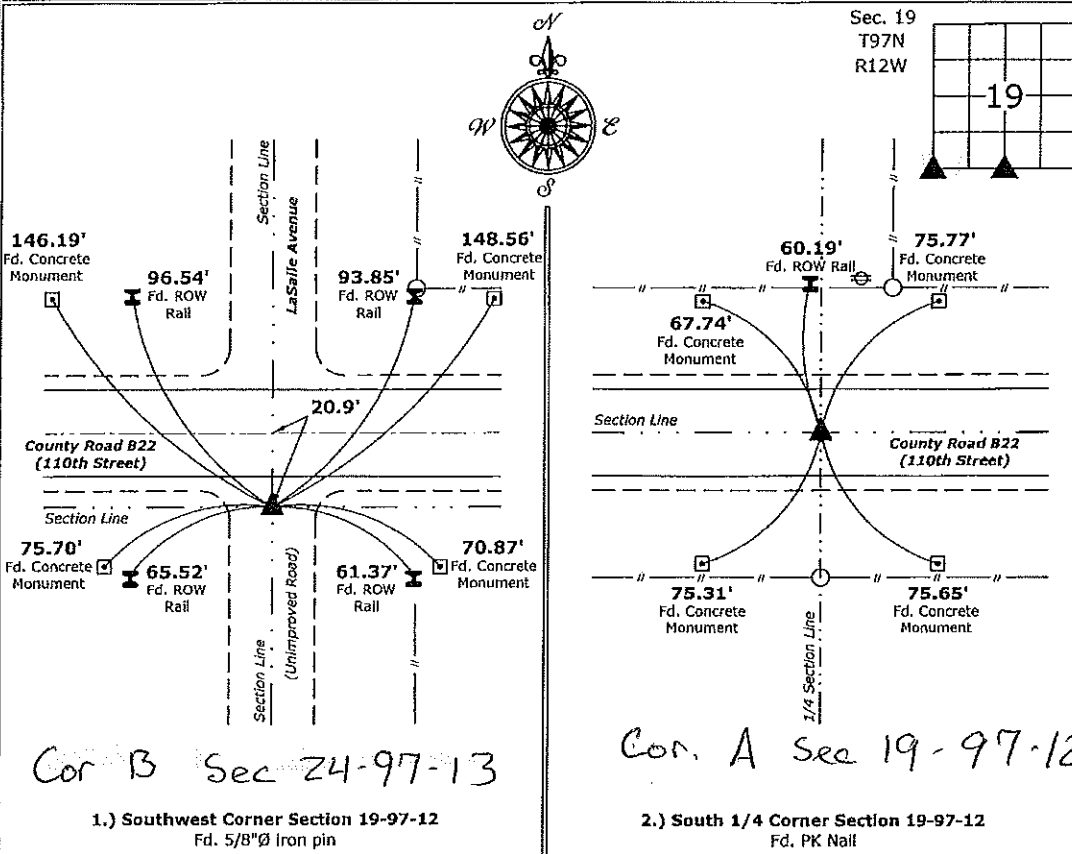 Sec. 19
T97N
R12W
19
N
W
E
S
Section Line
LaSalle Avenue
146.19'
Fd. Concrete
Monument
96.54'
Fd. ROW
Rail
93.85'
Fd. ROW
Rail
148.56'
Fd. Concrete
Monument
20.9'
County Road B22
(110th Street)
Section Line
75.70'
Fd. Concrete
Monument
65.52'
Fd. ROW
Rail
61.37'
Fd. ROW
Rail
70.87'
Fd. Concrete
Monument
Section Line
(Unimproved Road)
Cor B Sec 24-97-13
1.) Southwest Corner Section 19-97-12
Fd. 5/8"Ø iron pin
60.19'
Fd. ROW Rail
75.77'
Fd. Concrete
Monument
67.74'
Fd. Concrete
Monument
Section Line
County Road B22
(110th Street)
75.31'
Fd. Concrete
Monument
75.65'
Fd. Concrete
Monument
1/4 Section Line
Cor. A Sec 19-97-12
2.) South 1/4 Corner Section 19-97-12
Fd. PK Nail